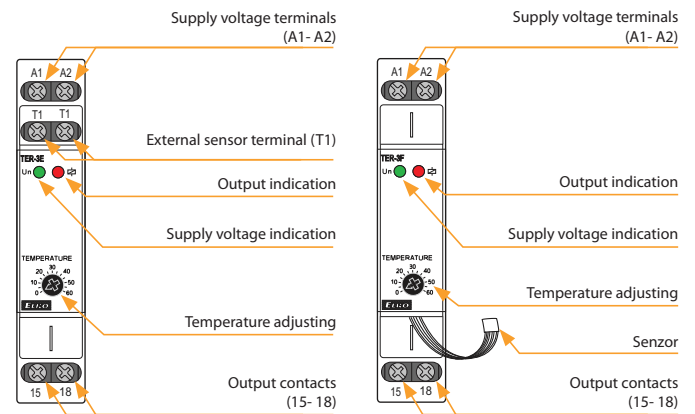 Supply voltage terminals
(A1- A2)
A1 A2
T1 T1
External sensor terminal (T1)
TER-3E
Un
Output indication
Supply voltage indication
TEMPERATURE
30
20 40
10 50
0 60
ELKO
Temperature adjusting
Output contacts
(15- 18)
15 18
Supply voltage terminals
(A1- A2)
A1 A2
TER-3F
Un
Output indication
Supply voltage indication
TEMPERATURE
30
20 40
10 50
0 60
ELKO
Temperature adjusting
Senzor
Output contacts
(15- 18)
15 18